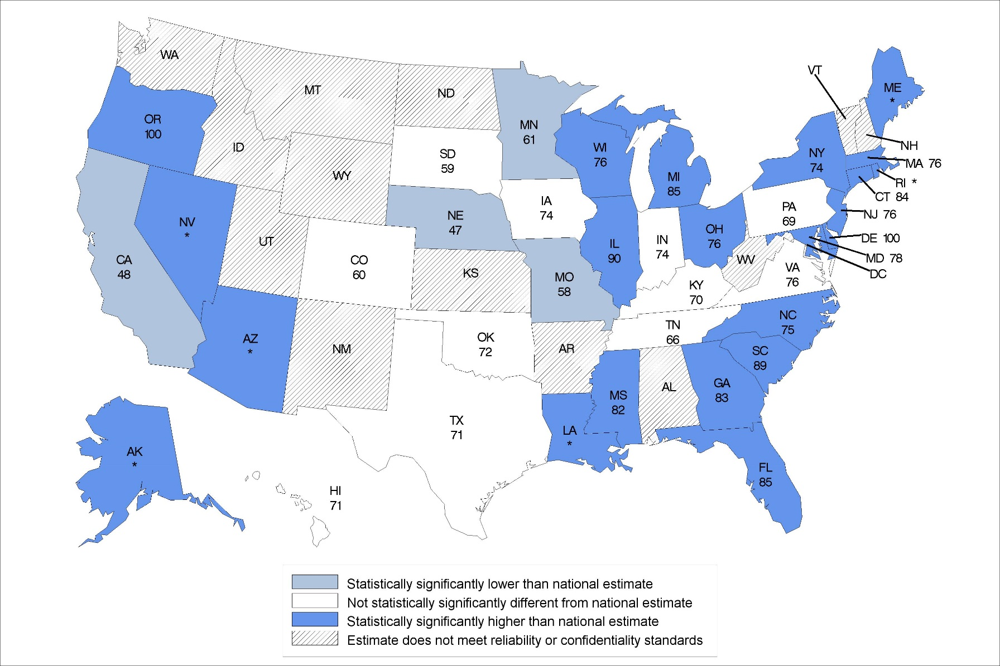 WA
MT
ND
OR
100
ID
WY
SD
59
MN
61
WI
76
MI
85
VT
ME
*
NH
NY
74
MA 76
RI *
CT 84
NJ 76
DE 100
MD 78
DC
PA
69
NV
*
UT
CA
48
CO
60
NE
47
IA
74
KS
MO
58
IL
90
IN
74
OH
76
WV
VA
76
KY
70
AZ
*
NM
OK
72
AR
TN
66
NC
75
SC
89
TX
71
LA
*
MS
82
AL
GA
83
FL
85
AK
*
HI
71
Statistically significantly lower than national estimate
Not statistically significantly different from national estimate
Statistically significantly higher than national estimate
Estimate does not meet reliability or confidentiality standards